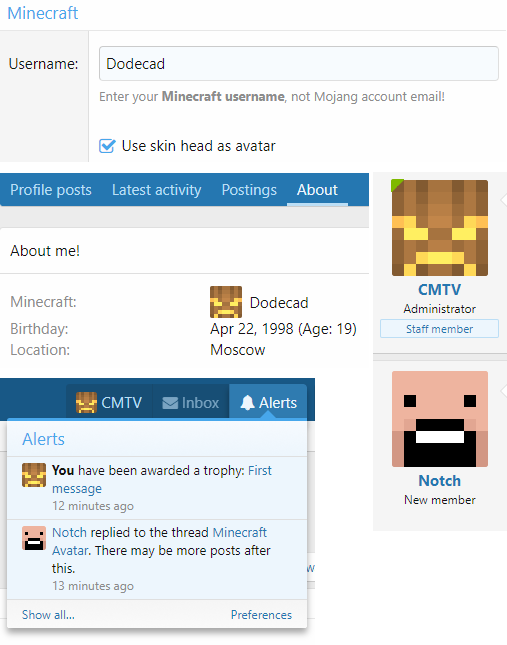 Minecraft
Username:
Dodecad
Enter your Minecraft username, not Mojang account email!
Use skin head as avatar
Profile posts
Latest activity
Postings
About
About me!
Minecraft:
Dodecad
Birthday:
Apr 22, 1998 (Age: 19)
Location:
Moscow
CMTV
Administrator
Staff member
Notch
New member
CMTV
Inbox
Alerts
Alerts
You have been awarded a trophy: First
message
12 minutes ago
Notch replied to the thread Minecraft
Avatar. There may be more posts after
this.
13 minutes ago
Show all...
Preferences